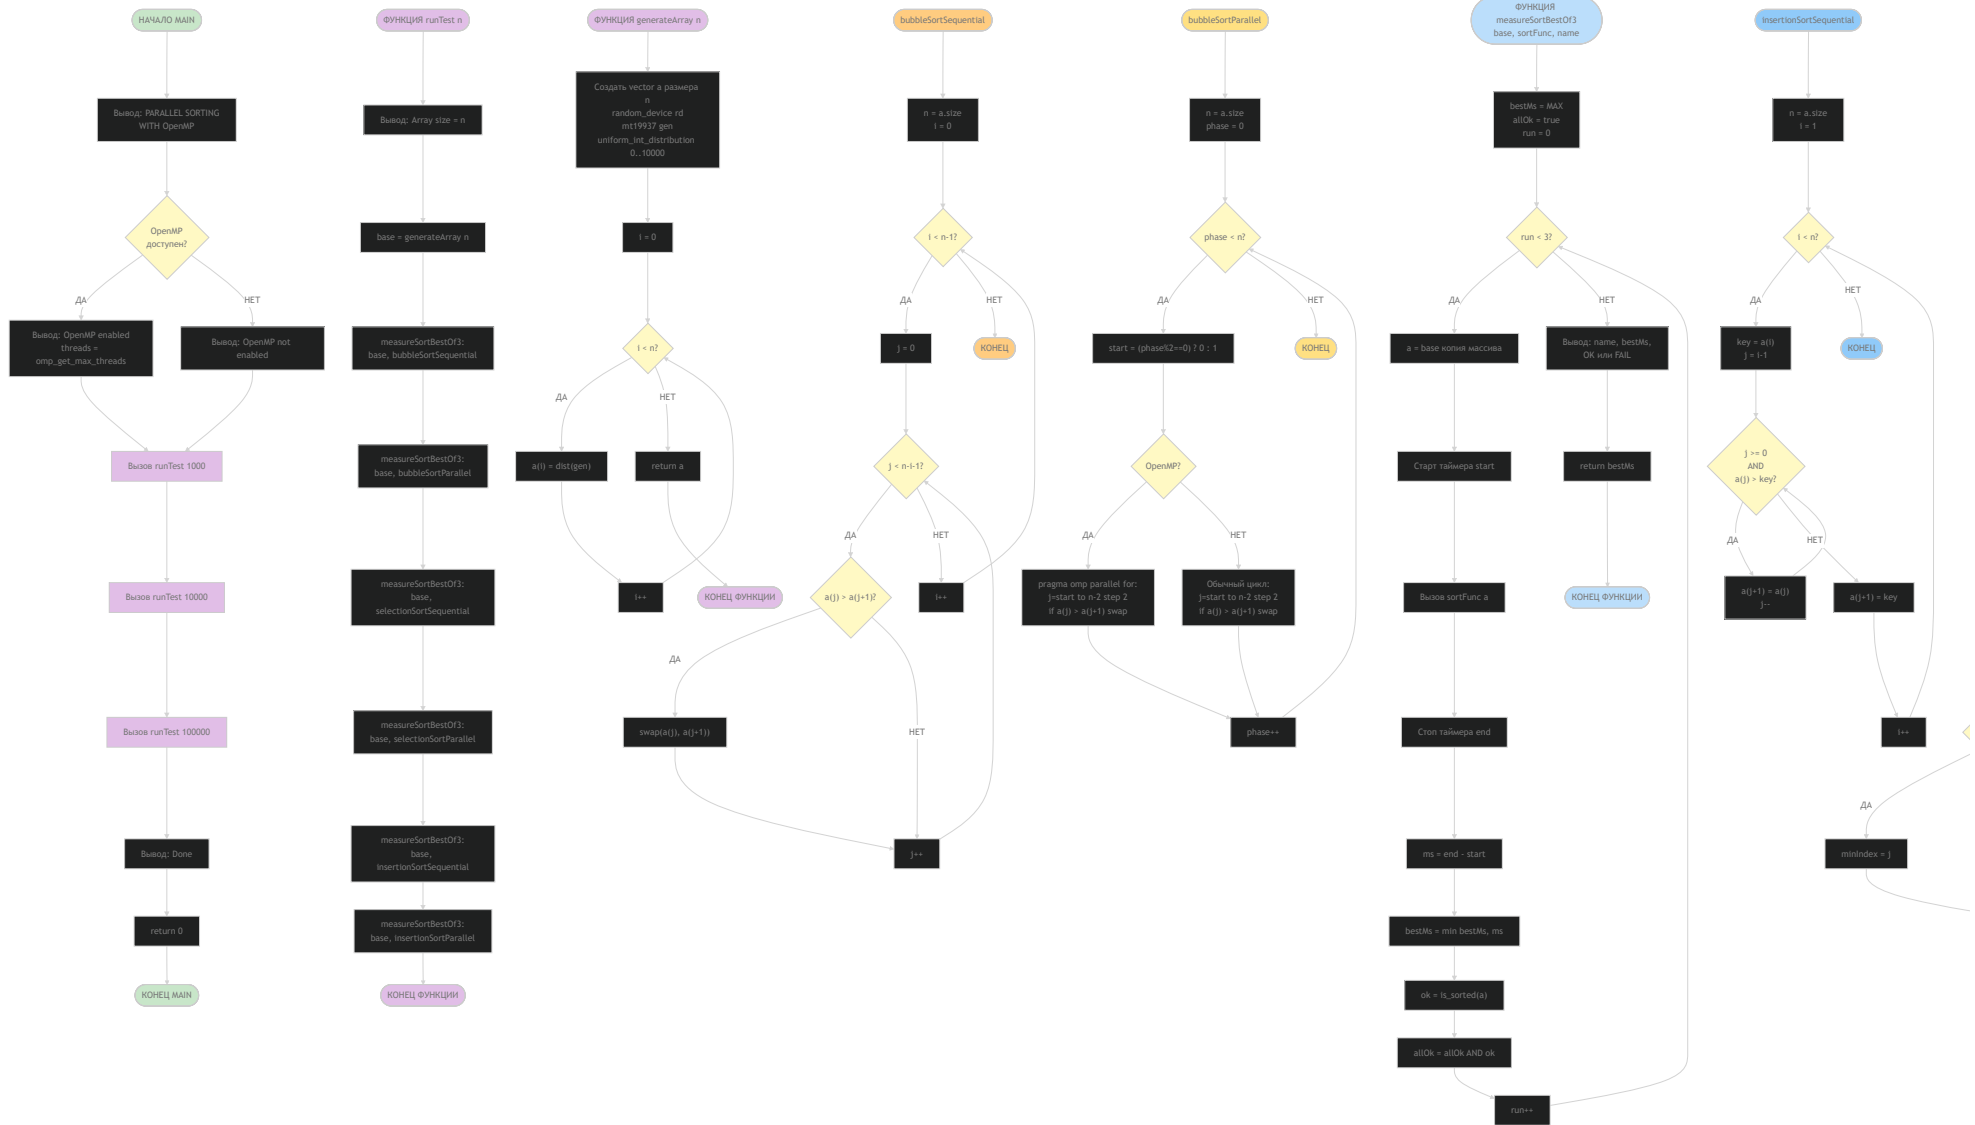 НАЧАЛО MAIN
Вывод: PARALLEL SORTING
WITH OpenMP
OpenMP
доступен?
ДА
НЕТ
Вывод: OpenMP enabled
threads =
omp_get_max_threads
Вывод: OpenMP not
enabled
Вызов runTest 1000
Вызов runTest 10000
Вызов runTest 100000
Вывод: Done
return 0
КОНЕЦ MAIN
ФУНКЦИЯ runTest n
Вывод: Array size = n
base = generateArray n
measureSortBestOf3:
base, bubbleSortSequential
measureSortBestOf3:
base, bubbleSortParallel
measureSortBestOf3:
base,
selectionSortSequential
measureSortBestOf3:
base, selectionSortParallel
measureSortBestOf3:
base,
insertionSortSequential
measureSortBestOf3:
base, insertionSortParallel
КОНЕЦ ФУНКЦИИ
ФУНКЦИЯ generateArray n
Создать vector a размера
n
random_device rd
mt19937 gen
uniform_int_distribution
0..10000
i = 0
i < n?
ДА
НЕТ
a(i) = dist(gen)
return a
i++
КОНЕЦ ФУНКЦИИ
bubbleSortSequential
n = a.size
i = 0
i < n-1?
ДА
НЕТ
j = 0
КОНЕЦ
j < n-i-1?
ДА
НЕТ
a(j) > a(j+1)?
i++
ДА
swap(a(j), a(j+1))
НЕТ
j++
bubbleSortParallel
n = a.size
phase = 0
phase < n?
ДА
НЕТ
start = (phase%2==0) ? 0 : 1
КОНЕЦ
OpenMP?
ДА
НЕТ
pragma omp parallel for:
j=start to n-2 step 2
if a(j) > a(j+1) swap
Обычный цикл:
j=start to n-2 step 2
if a(j) > a(j+1) swap
phase++
ФУНКЦИЯ
measureSortBestOf3
base, sortFunc, name
bestMs = MAX
allOk = true
run = 0
run < 3?
ДА
НЕТ
a = base копия массива
Вывод: name, bestMs,
OK или FAIL
Старт таймера start
return bestMs
Вызов sortFunc a
КОНЕЦ ФУНКЦИИ
Стоп таймера end
ms = end - start
bestMs = min bestMs, ms
ok = is_sorted(a)
allOk = allOk AND ok
run++
insertionSortSequential
n = a.size
i = 1
i < n?
ДА
НЕТ
key = a(i)
j = i-1
КОНЕЦ
j >= 0
AND
a(j) > key?
ДА
НЕТ
a(j+1) = a(j)
j--
a(j+1) = key
i++
ДА
minIndex = j